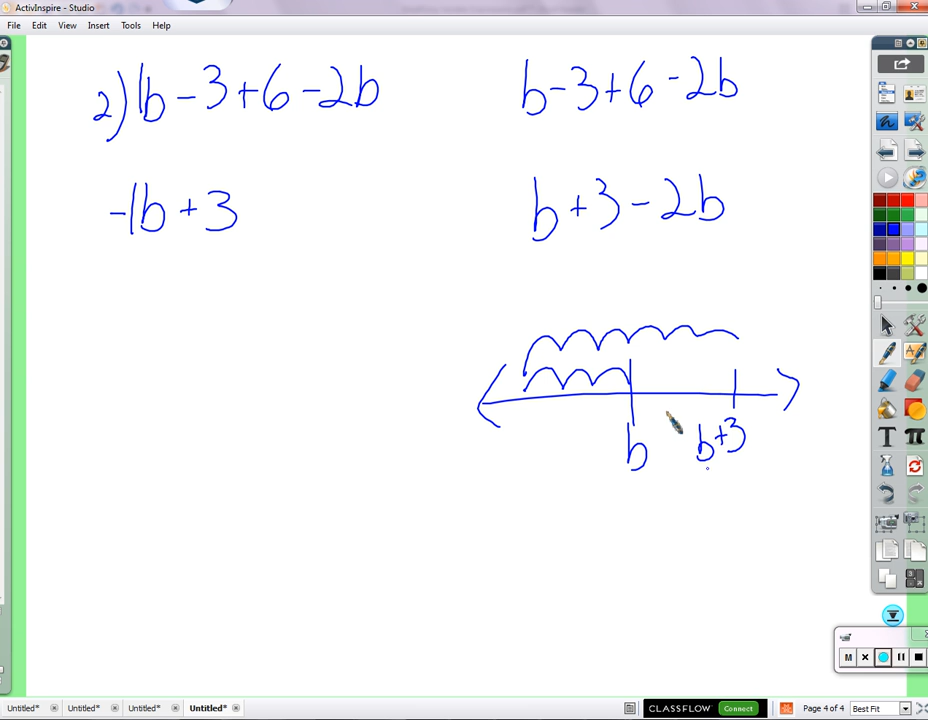 ActivInspire - Studio
File Edit View Insert Tools Help
2) 1b - 3 + 6 - 2b
-1b + 3
b - 3 + 6 - 2b
b + 3 - 2b
b b+3
M
Untitled* Untitled* Untitled* Untitled* CLASSFLOW Connect Page 4 of 4 Best Fit